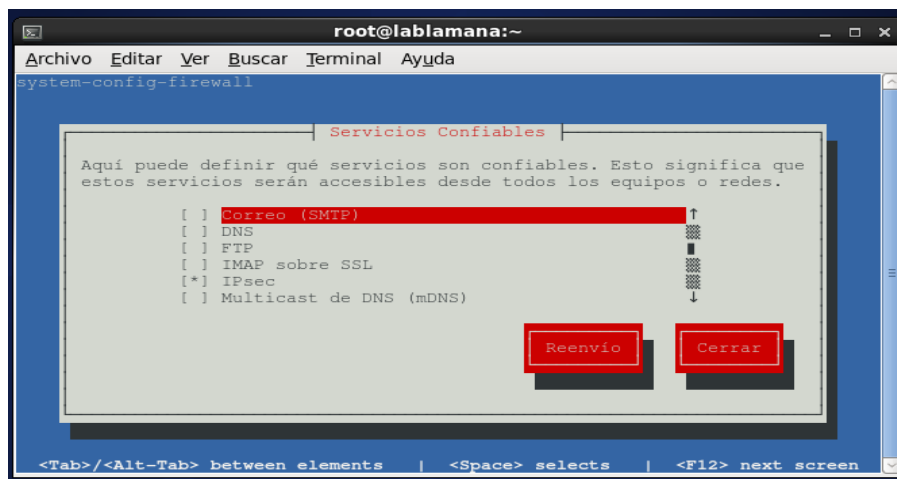 root@lablamana:~
Archivo Editar Ver Buscar Terminal Ayuda
system-config-firewall
Servicios Confiables
Aquí puede definir qué servicios son confiables. Esto significa que
estos servicios serán accesibles desde todos los equipos o redes.
[ ] Correo (SMTP)
[ ] DNS
[ ] FTP
[ ] IMAP sobre SSL
[*] IPsec
[ ] Multicast de DNS (mDNS)
Reenvío Cerrar
<Tab>/<Alt-Tab> between elements | <Space> selects | <F12> next screen